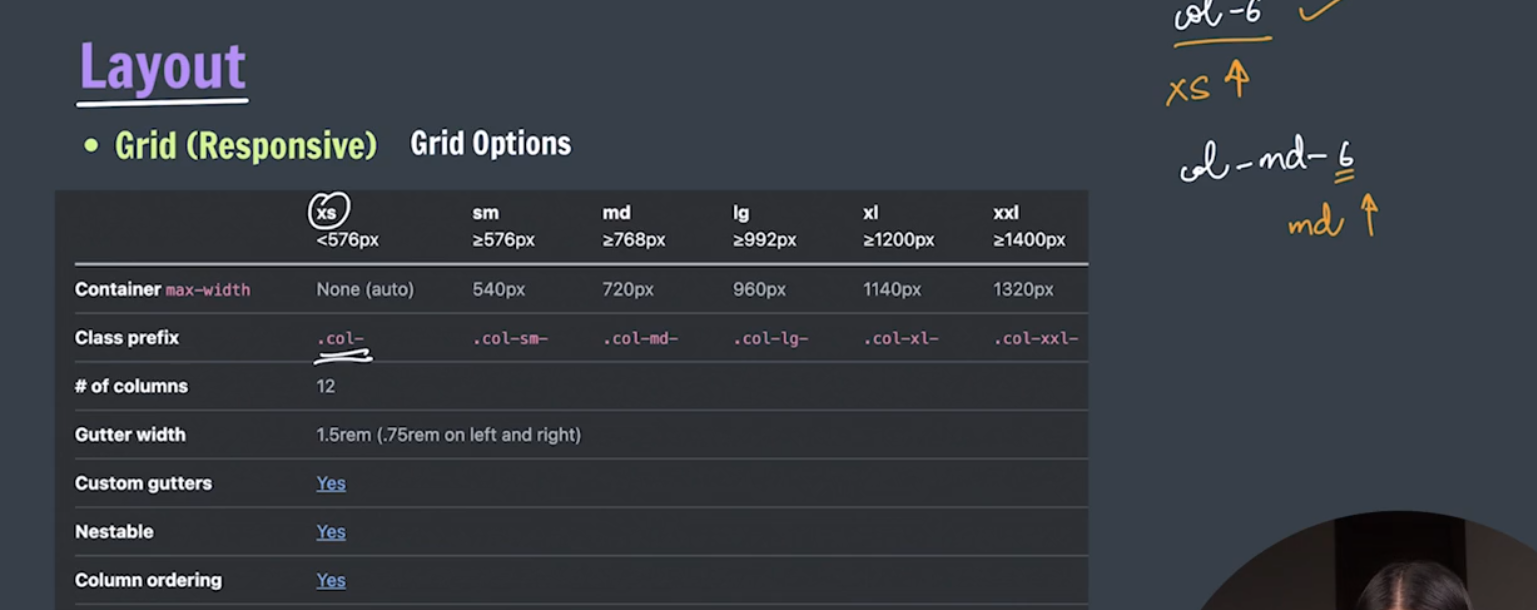 Layout
• Grid (Responsive) Grid Options
xs sm md lg xl xxl
<576px ≥576px ≥768px ≥992px ≥1200px ≥1400px
Container max-width None (auto) 540px 720px 960px 1140px 1320px
Class prefix .col- .col-sm- .col-md- .col-lg- .col-xl- .col-xxl-
# of columns 12
Gutter width 1.5rem (.75rem on left and right)
Custom gutters Yes
Nestable Yes
Column ordering Yes
col-6 ✓
xs ↑
col-md-6
md ↑